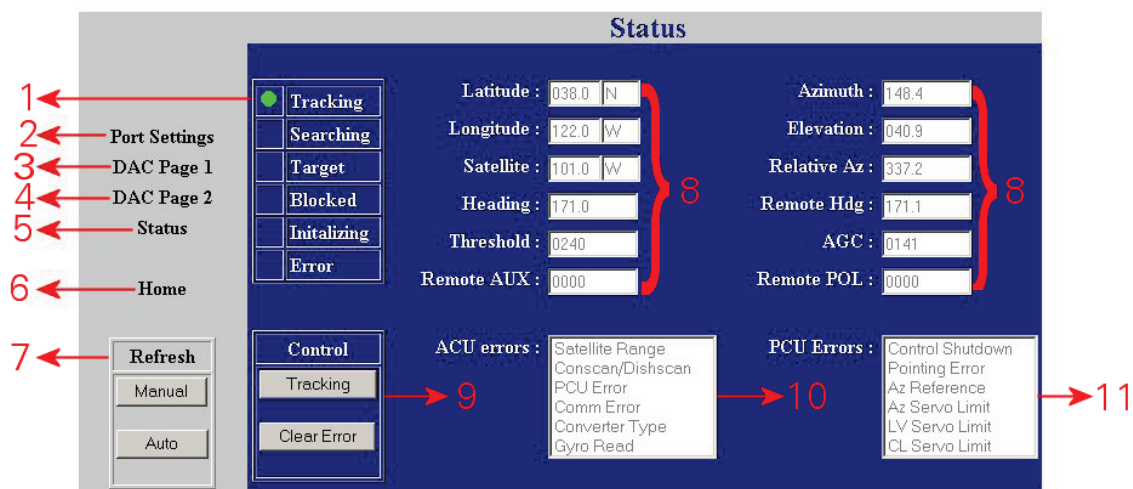 Status
1
2
3
4
5
6
7
Port Settings
DAC Page 1
DAC Page 2
Status
Home
Refresh
Manual
Auto
Tracking
Searching
Target
Blocked
Initalizing
Error
Latitude : 038.0 N
Longitude : 122.0 W
Satellite : 101.0 W
Heading : 171.0
Threshold : 0240
Remote AUX : 0000
8
Azimuth : 148.4
Elevation : 040.9
Relative Az : 337.2
Remote Hdg : 171.1
AGC : 0141
Remote POL : 0000
8
Control
Tracking
Clear Error
9
ACU errors :
Satellite Range
Conscan/Dishscan
PCU Error
Comm Error
Converter Type
Gyro Read
10
PCU Errors :
Control Shutdown
Pointing Error
Az Reference
Az Servo Limit
LV Servo Limit
CL Servo Limit
11